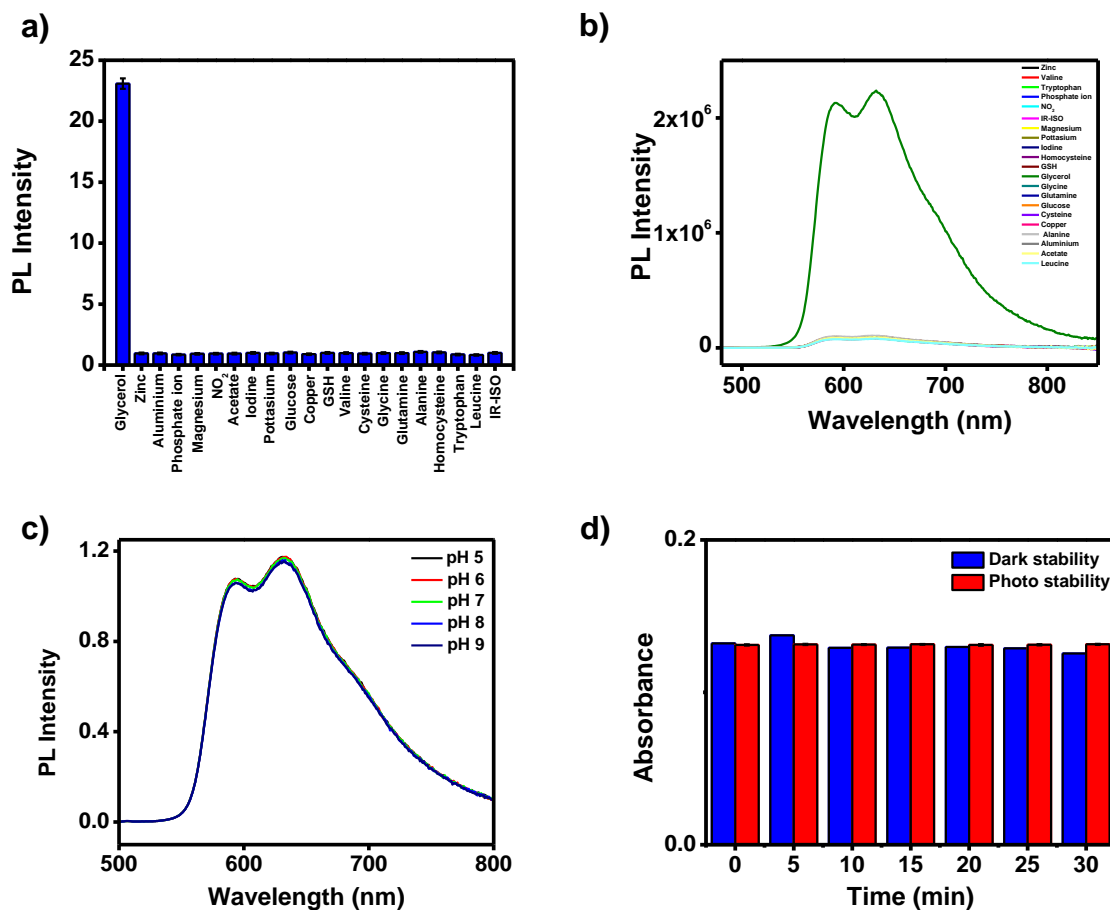 a)
PL Intensity
25
20
15
10
5
0
Glycerol
Zinc
Aluminium
Phosphate ion
Magnesium
NO2
Acetate
Iodine
Pottasium
Glucose
Copper
GSH
Valine
Cysteine
Glycine
Glutamine
Alanine
Homocysteine
Tryptophan
Leucine
IR-ISO
b)
PL Intensity
2x10⁶
1x10⁶
0
500 600 700 800
Wavelength (nm)
Zinc
Valine
Tryptophan
Phosphate ion
NO2
IR-ISO
Magnesium
Pottasium
Iodine
Homocysteine
GSH
Glycerol
Glycine
Glutamine
Glucose
Cysteine
Copper
Alanine
Aluminium
Acetate
Leucine
c)
PL Intensity
1.2
0.8
0.4
0.0
500 600 700 800
Wavelength (nm)
pH 5
pH 6
pH 7
pH 8
pH 9
d)
Absorbance
0.2
0.0
0 5 10 15 20 25 30
Time (min)
Dark stability
Photo stability